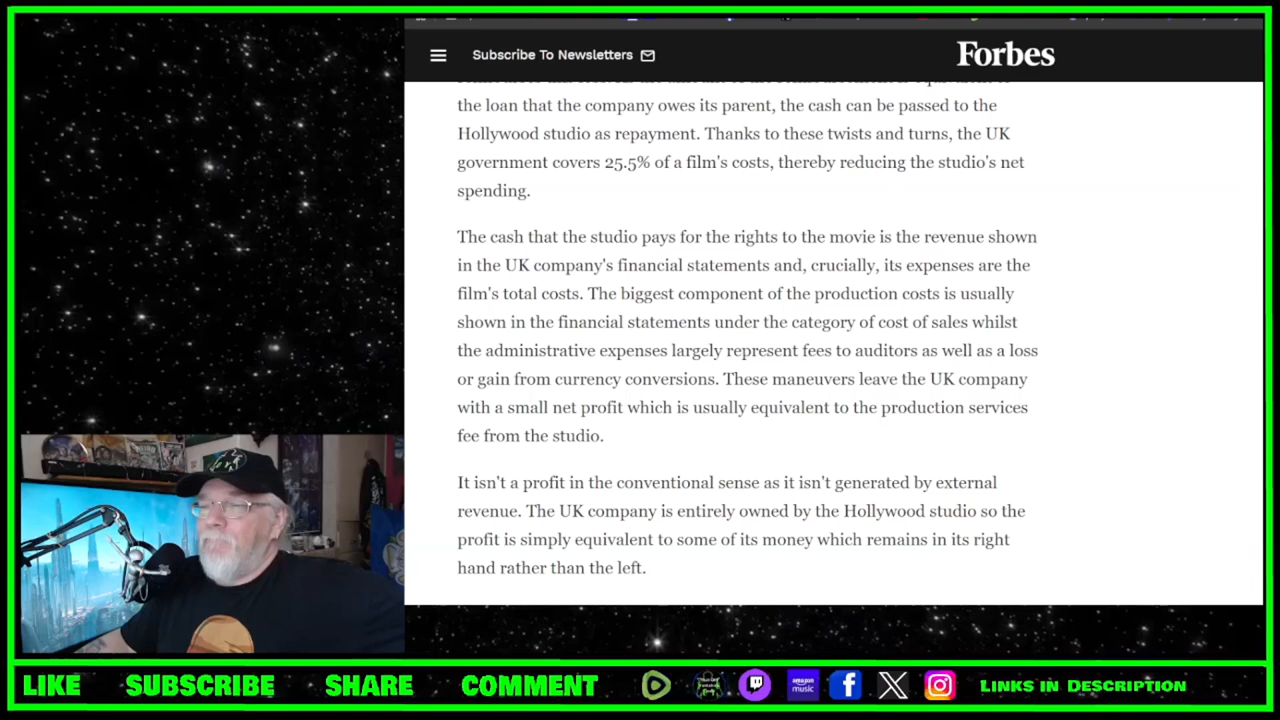 Subscribe To Newsletters
Forbes
the loan that the company owes its parent, the cash can be passed to the
Hollywood studio as repayment. Thanks to these twists and turns, the UK
government covers 25.5% of a film's costs, thereby reducing the studio's net
spending.
The cash that the studio pays for the rights to the movie is the revenue shown
in the UK company's financial statements and, crucially, its expenses are the
film's total costs. The biggest component of the production costs is usually
shown in the financial statements under the category of cost of sales whilst
the administrative expenses largely represent fees to auditors as well as a loss
or gain from currency conversions. These maneuvers leave the UK company
with a small net profit which is usually equivalent to the production services
fee from the studio.
It isn't a profit in the conventional sense as it isn't generated by external
revenue. The UK company is entirely owned by the Hollywood studio so the
profit is simply equivalent to some of its money which remains in its right
hand rather than the left.
LIKE SUBSCRIBE SHARE COMMENT
amazon music
LINKS IN DESCRIPTION